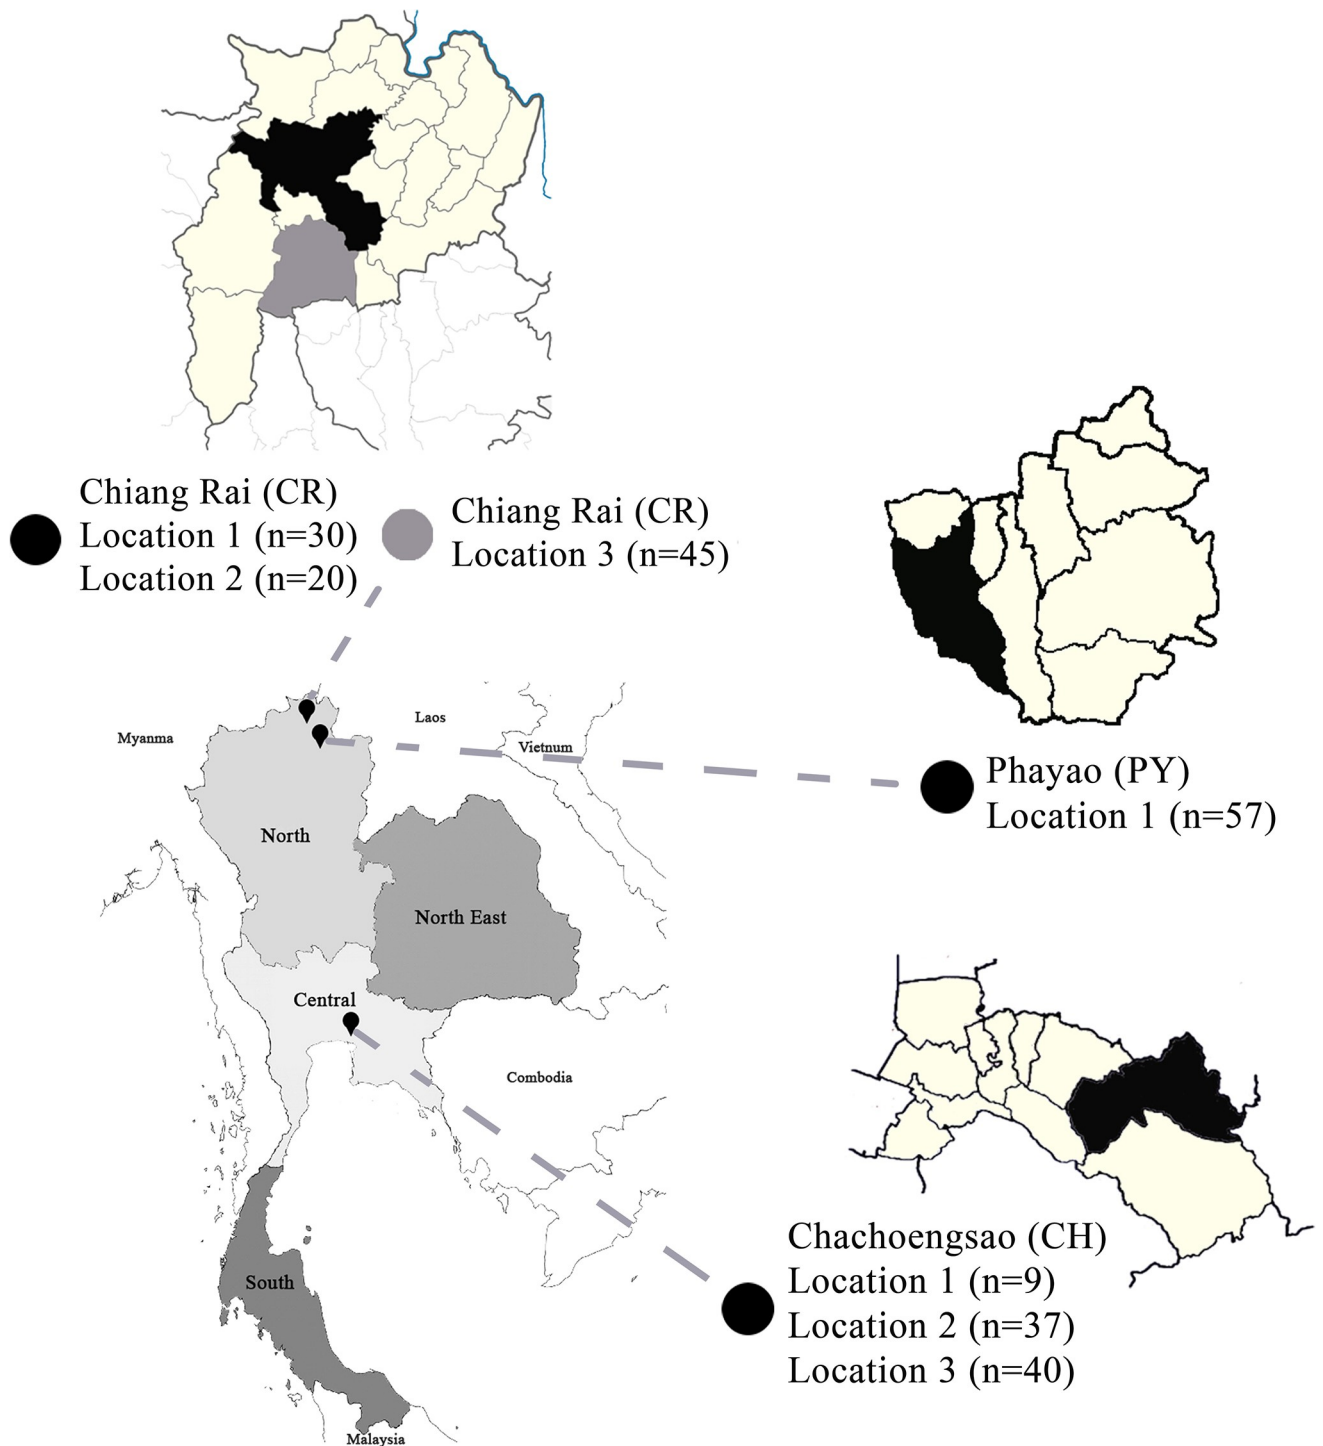 Chiang Rai (CR)
Location 1 (n=30)
Location 2 (n=20)
Chiang Rai (CR)
Location 3 (n=45)
Laos
Myanma
Vietnum
Phayao (PY)
Location 1 (n=57)
North
North East
Central
Combodia
Chachoengsao (CH)
Location 1 (n=9)
Location 2 (n=37)
Location 3 (n=40)
South
Malaysia